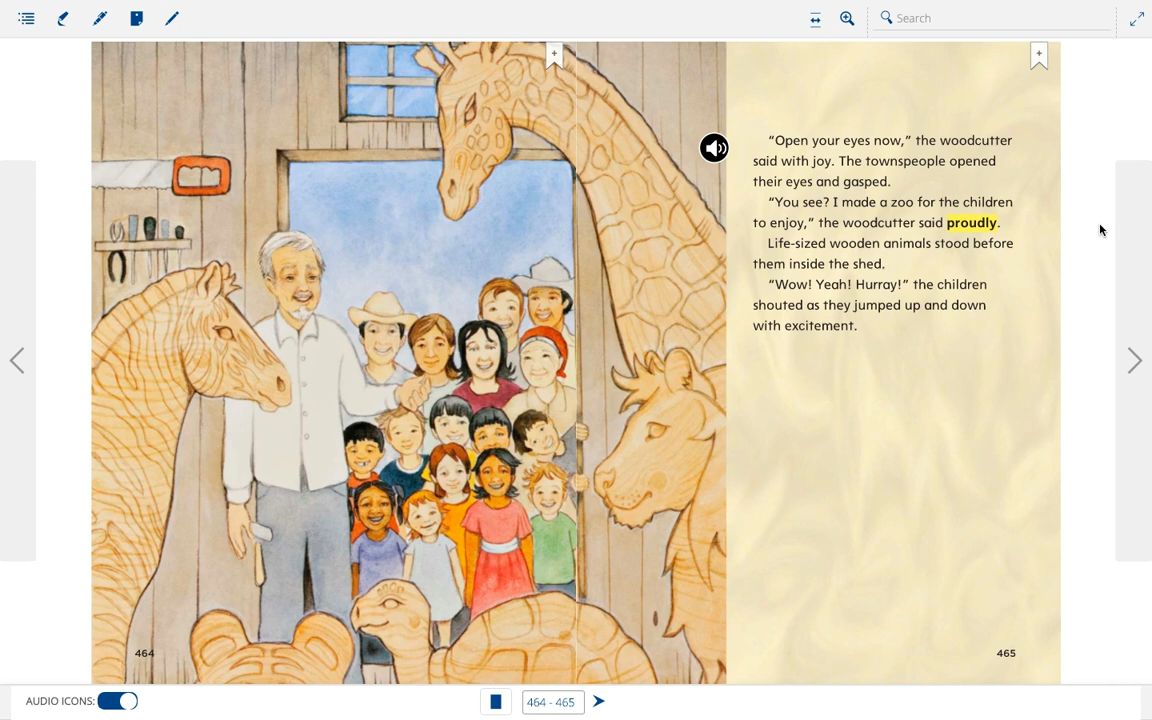 Search
+
+
“Open your eyes now,” the woodcutter
said with joy. The townspeople opened
their eyes and gasped.
“You see? I made a zoo for the children
to enjoy,” the woodcutter said proudly.
Life-sized wooden animals stood before
them inside the shed.
“Wow! Yeah! Hurray!” the children
shouted as they jumped up and down
with excitement.
464
465
AUDIO ICONS:
464 - 465